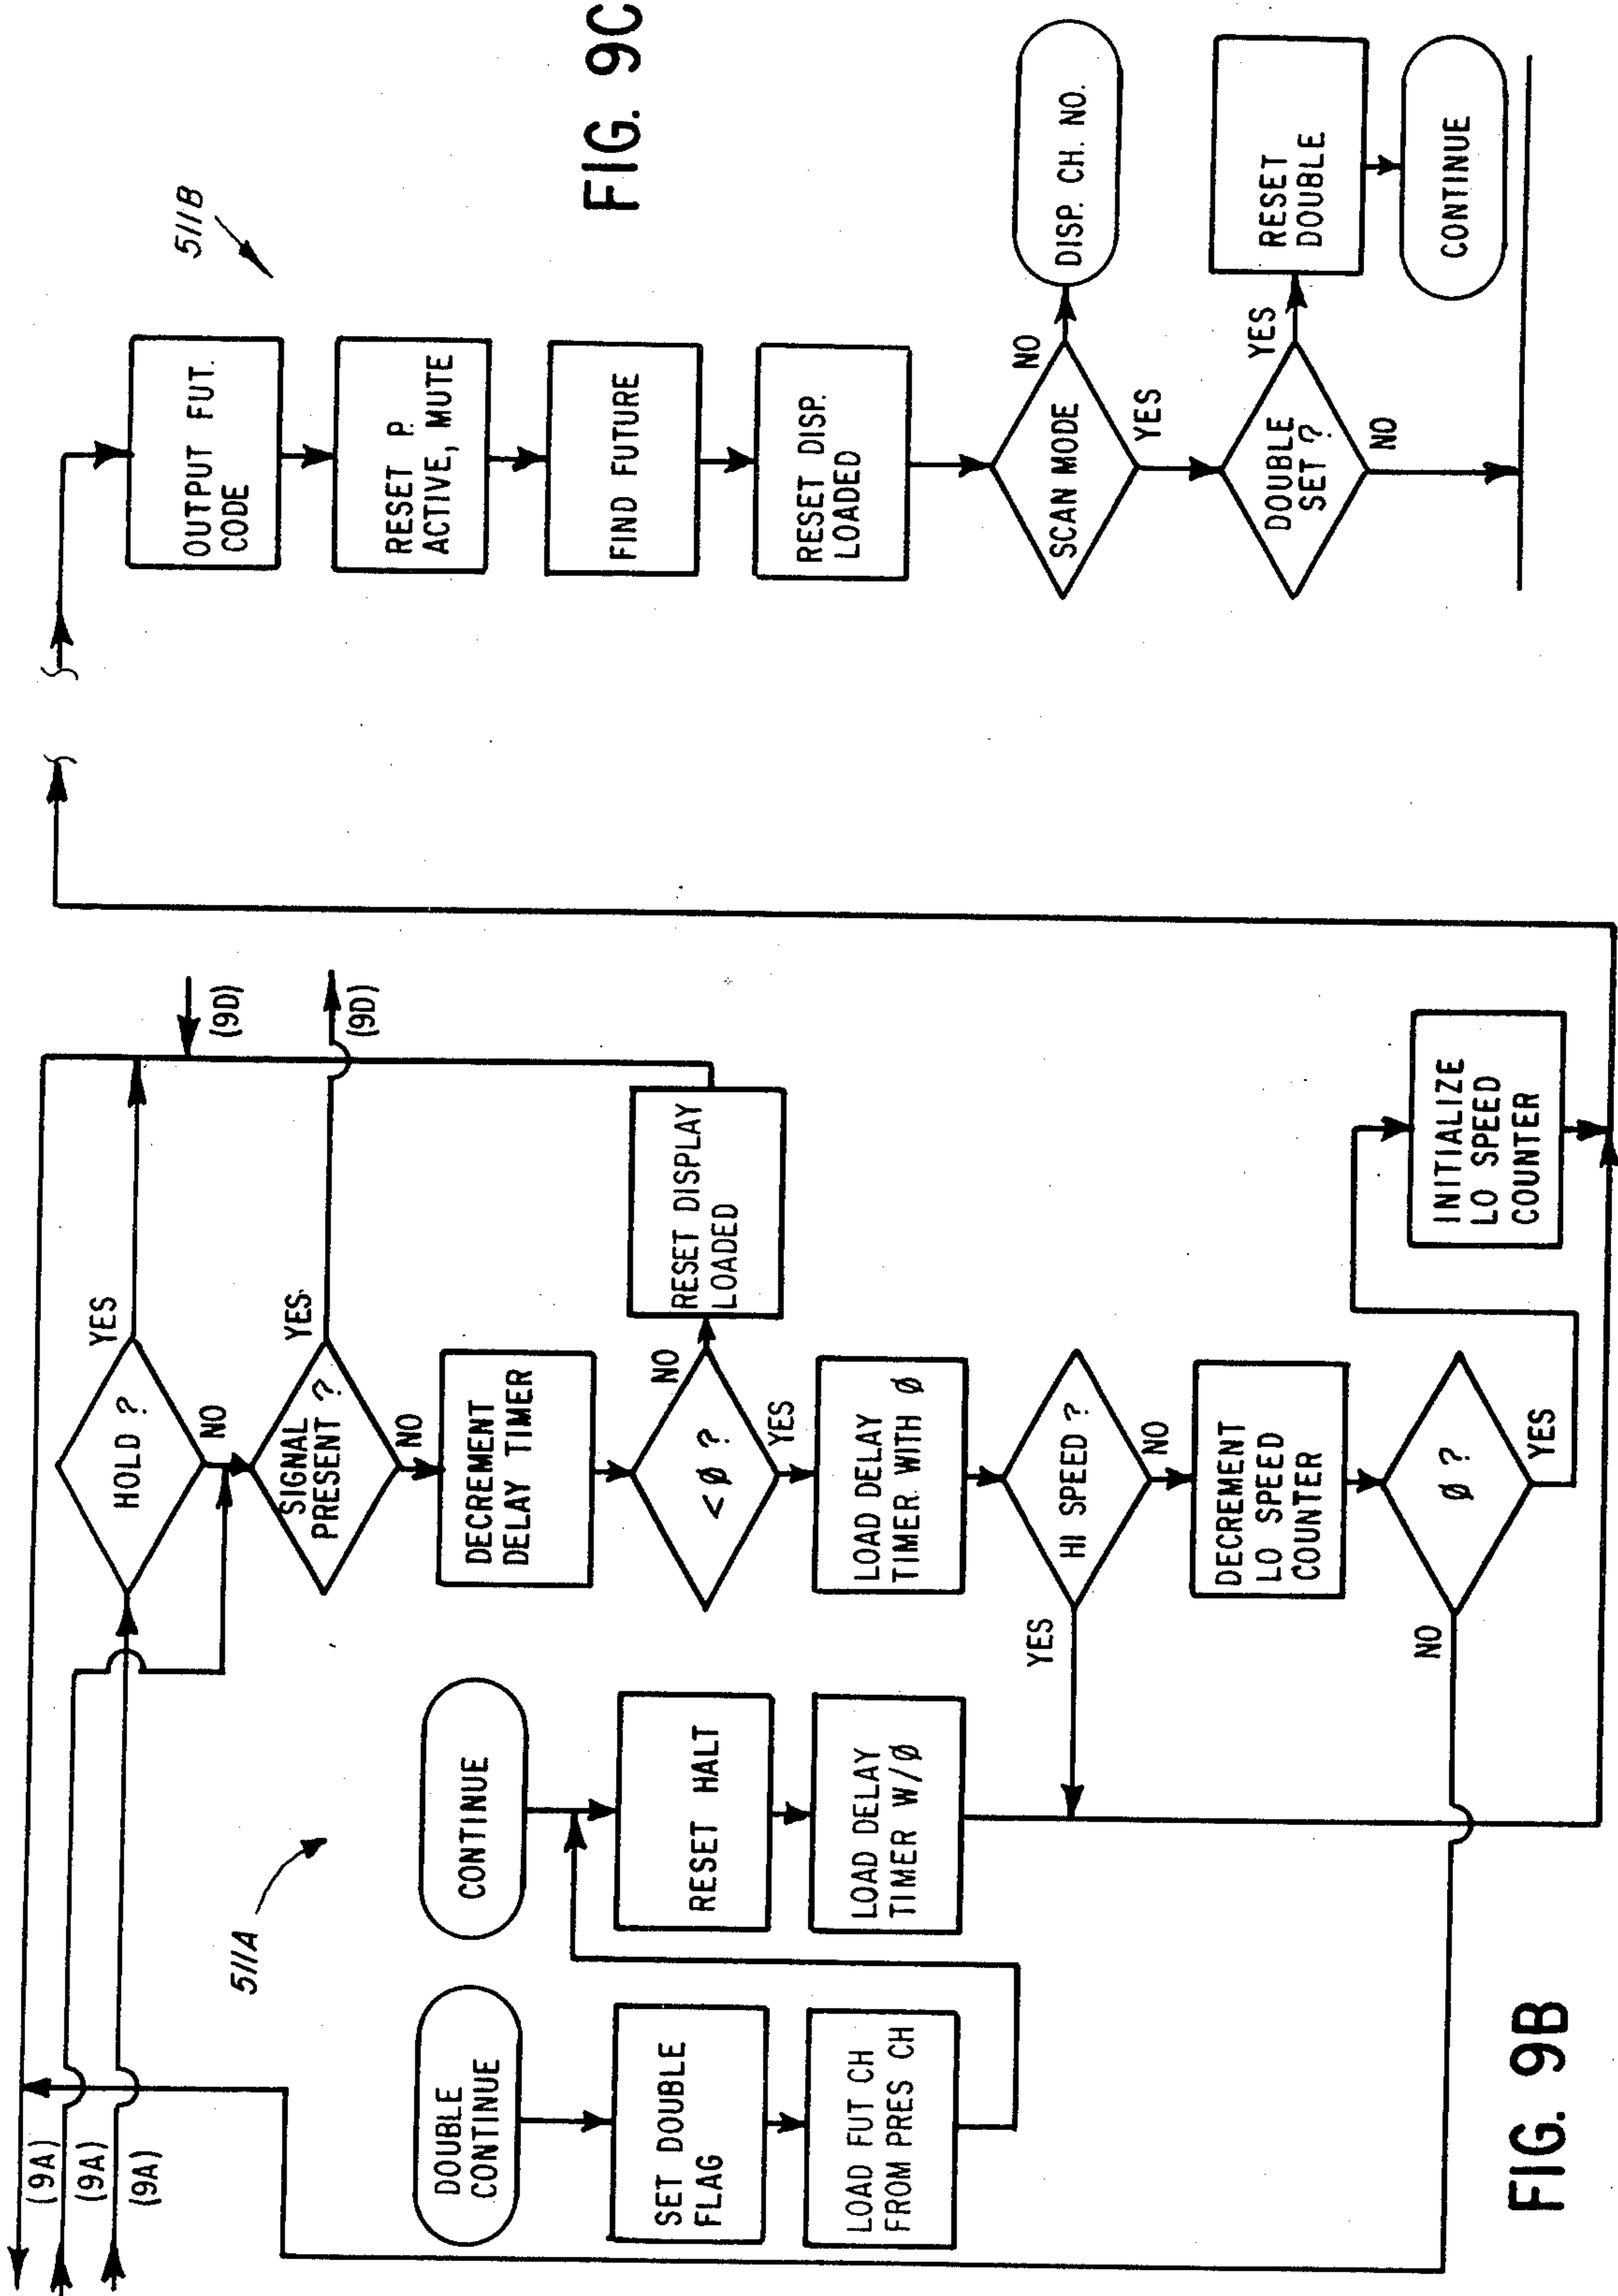 (9A)
(9A)
(9A)
HOLD ?
YES
NO
(9D)
SIGNAL
PRESENT ?
YES
NO
(9D)
DECREMENT
DELAY TIMER
<Ø ?
NO
YES
RESET DISPLAY
LOADED
LOAD DELAY
TIMER WITH Ø
HI SPEED ?
YES
NO
DECREMENT
LO SPEED
COUNTER
Ø ?
NO
YES
INITIALIZE
LO SPEED
COUNTER
511A
DOUBLE
CONTINUE
SET DOUBLE
FLAG
LOAD FUT CH
FROM PRES CH
CONTINUE
RESET HALT
LOAD DELAY
TIMER W/Ø
FIG. 9B
511B
OUTPUT FUT.
CODE
RESET P.
ACTIVE, MUTE
FIND FUTURE
RESET DISP.
LOADED
SCAN MODE
NO
YES
DISP. CH. NO.
DOUBLE
SET ?
YES
NO
RESET
DOUBLE
CONTINUE
FIG. 9C